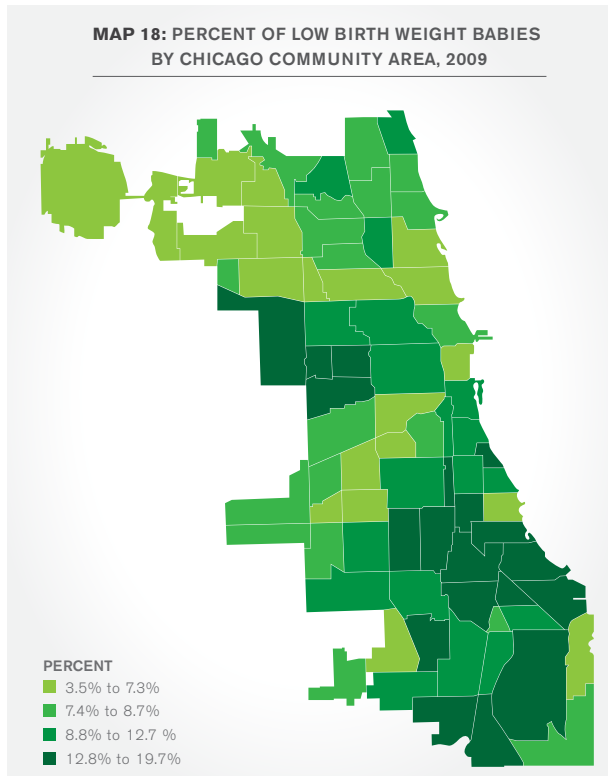 MAP 18: PERCENT OF LOW BIRTH WEIGHT BABIES
BY CHICAGO COMMUNITY AREA, 2009
PERCENT
3.5% to 7.3%
7.4% to 8.7%
8.8% to 12.7 %
12.8% to 19.7%